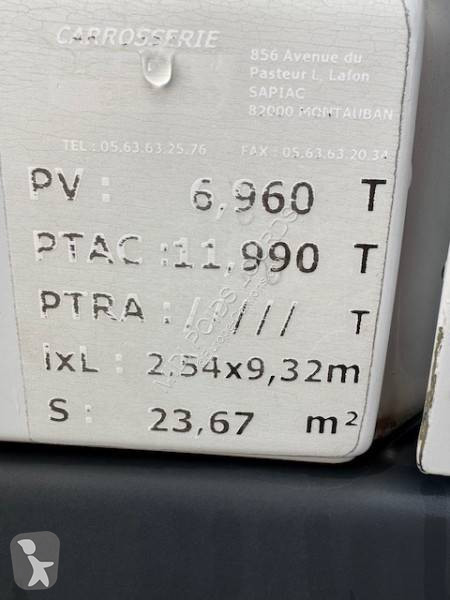 CARROSSERIE
856 Avenue du
Pasteur L. Lafon
SAPIAC
82000 MONTAUBAN
TEL : 05.63.63.25.76 FAX : 05.63.63.20.34
PV : 6,960 T
PTAC : 11,990 T
PTRA : ///// T
ixL : 2.54x9,32m
S : 23,67 m²